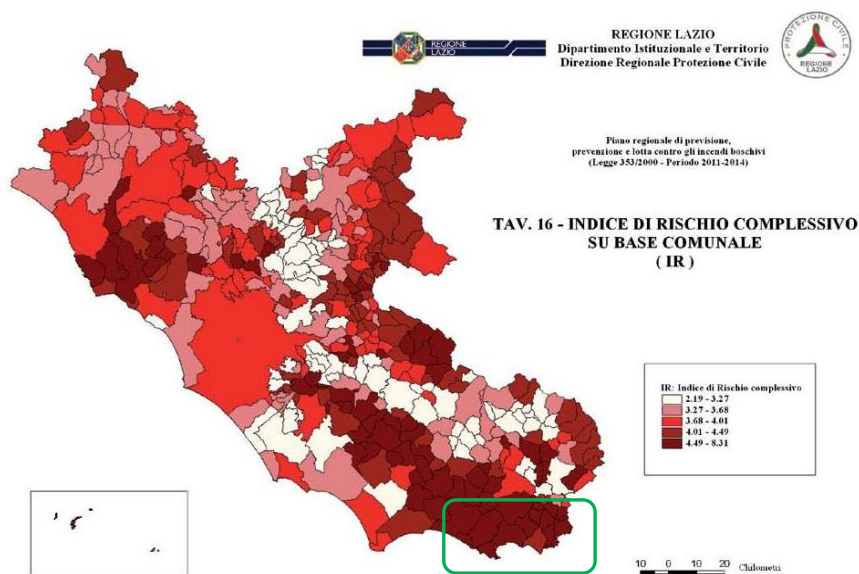 REGIONE
LAZIO
REGIONE LAZIO
Dipartimento Istituzionale e Territorio
Direzione Regionale Protezione Civile
PROTEZIONE CIVILE
REGIONE
LAZIO
Piano regionale di previsione,
prevenzione e lotta contro gli incendi boschivi
(Legge 353/2000 - Periodo 2011-2014)
TAV. 16 - INDICE DI RISCHIO COMPLESSIVO
SU BASE COMUNALE
( IR )
IR: Indice di Rischio complessivo
2.19 - 3.27
3.27 - 3.68
3.68 - 4.01
4.01 - 4.49
4.49 - 8.31
10 0 10 20 Chilometri